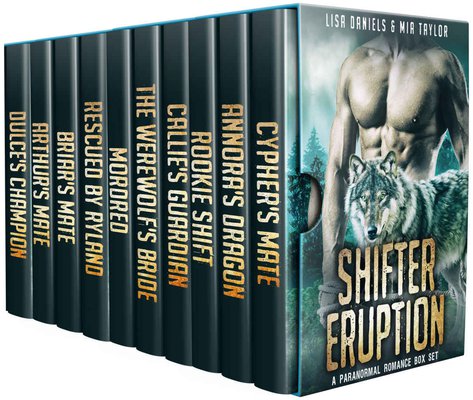 DULCE'S CHAMPION
ARTHUR'S MATE
BRIAR'S MATE
RESCUED BY RYLAND
MORDRED
THE WEREWOLF'S BRIDE
CALLIE'S GUARDIAN
ROOKIE SHIFT
ANNORA'S DRAGON
CYPHER'S MATE
LISA DANIELS & MIA TAYLOR
SHIFTER
ERUPTION
A PARANORMAL ROMANCE BOX SET